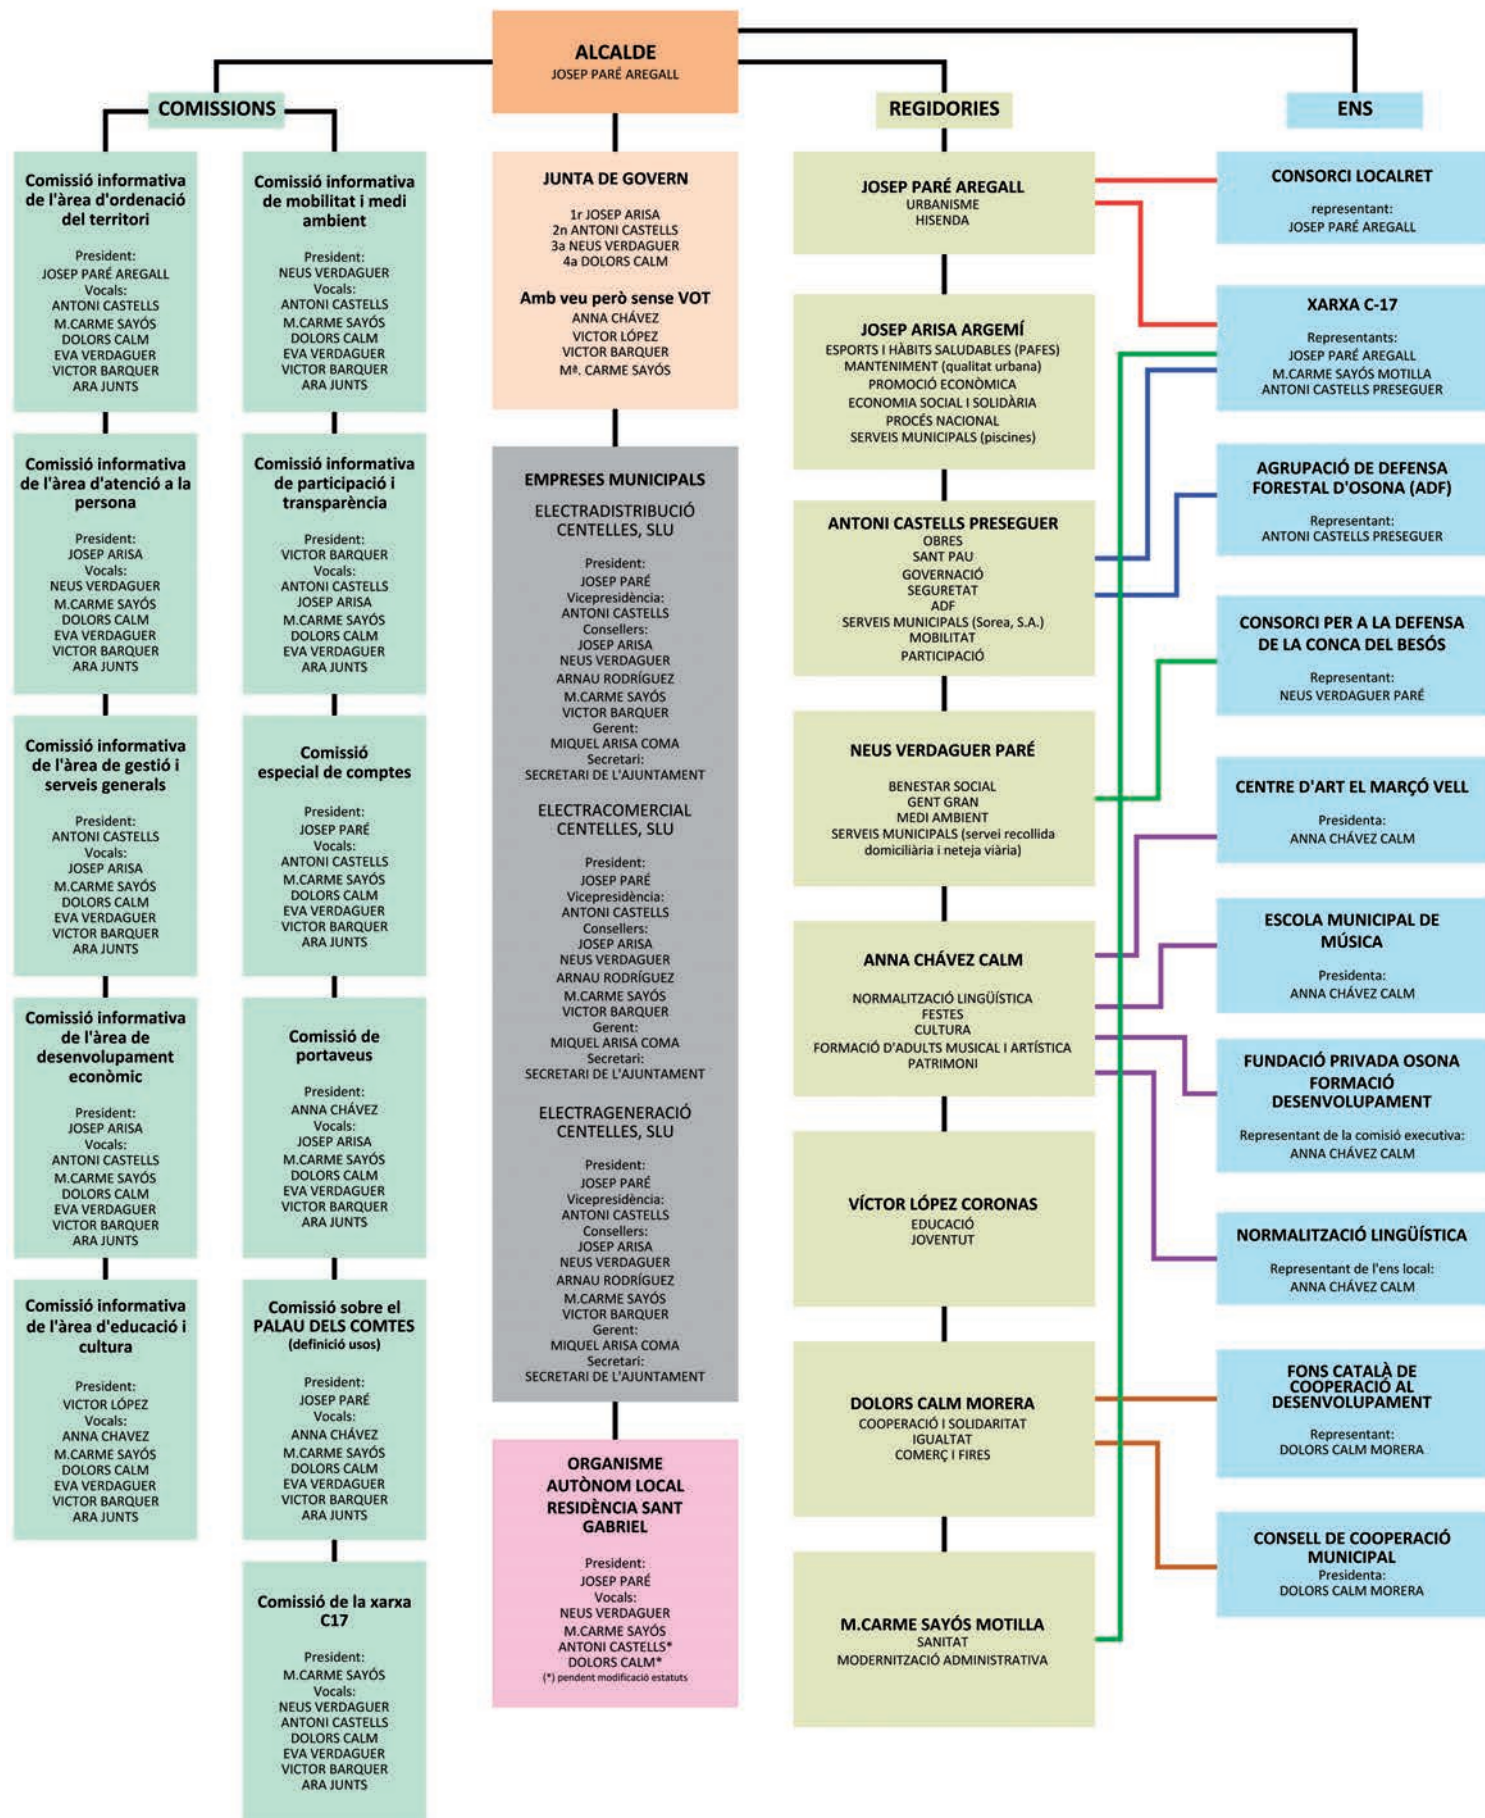 ALCALDE
JOSEP PARÉ AREGALL
COMISSIONS
Comissió informativa
de l'àrea d'ordenació
del territori
President:
JOSEP PARÉ AREGALL
Vocals:
ANTONI CASTELLS
M.CARME SAYÓS
DOLORS CALM
EVA VERDAGUER
VICTOR BARQUER
ARA JUNTS
Comissió informativa
de l'àrea d'atenció a la
persona
President:
JOSEP ARISA
Vocals:
NEUS VERDAGUER
M.CARME SAYÓS
DOLORS CALM
EVA VERDAGUER
VICTOR BARQUER
ARA JUNTS
Comissió informativa
de l'àrea de gestió i
serveis generals
President:
ANTONI CASTELLS
Vocals:
JOSEP ARISA
M.CARME SAYÓS
DOLORS CALM
EVA VERDAGUER
VICTOR BARQUER
ARA JUNTS
Comissió informativa
de l'àrea de
desenvolupament
econòmic
President:
JOSEP ARISA
Vocals:
ANTONI CASTELLS
M.CARME SAYÓS
DOLORS CALM
EVA VERDAGUER
VICTOR BARQUER
ARA JUNTS
Comissió informativa
de l'àrea d'educació i
cultura
President:
VICTOR LÓPEZ
Vocals:
ANNA CHAVEZ
M.CARME SAYÓS
DOLORS CALM
EVA VERDAGUER
VICTOR BARQUER
ARA JUNTS
Comissió informativa
de mobilitat i medi
ambient
President:
NEUS VERDAGUER
Vocals:
ANTONI CASTELLS
M.CARME SAYÓS
DOLORS CALM
EVA VERDAGUER
VICTOR BARQUER
ARA JUNTS
Comissió informativa
de participació i
transparència
President:
VICTOR BARQUER
Vocals:
ANTONI CASTELLS
JOSEP ARISA
M.CARME SAYÓS
DOLORS CALM
EVA VERDAGUER
ARA JUNTS
Comissió
especial de comptes
President:
JOSEP PARÉ
Vocals:
ANTONI CASTELLS
M.CARME SAYÓS
DOLORS CALM
EVA VERDAGUER
VICTOR BARQUER
ARA JUNTS
Comissió de
portaveus
President:
ANNA CHÁVEZ
Vocals:
JOSEP ARISA
M.CARME SAYÓS
DOLORS CALM
EVA VERDAGUER
VICTOR BARQUER
ARA JUNTS
Comissió sobre el
PALAU DELS COMTES
(definició usos)
President:
JOSEP PARÉ
Vocals:
ANNA CHÁVEZ
M.CARME SAYÓS
DOLORS CALM
EVA VERDAGUER
VICTOR BARQUER
ARA JUNTS
Comissió de la xarxa
C17
President:
M.CARME SAYÓS
Vocals:
NEUS VERDAGUER
ANTONI CASTELLS
DOLORS CALM
EVA VERDAGUER
VICTOR BARQUER
ARA JUNTS
JUNTA DE GOVERN
1r JOSEP ARISA
2n ANTONI CASTELLS
3a NEUS VERDAGUER
4a DOLORS CALM
Amb veu però sense VOT
ANNA CHÁVEZ
VICTOR LÓPEZ
VICTOR BARQUER
Mª. CARME SAYÓS
EMPRESES MUNICIPALS
ELECTRADISTRIBUCIÓ
CENTELLES, SLU
President:
JOSEP PARÉ
Vicepresidència:
ANTONI CASTELLS
Consellers:
JOSEP ARISA
NEUS VERDAGUER
ARNAU RODRÍGUEZ
M.CARME SAYÓS
VICTOR BARQUER
Gerent:
MIQUEL ARISA COMA
Secretari:
SECRETARI DE L'AJUNTAMENT
ELECTRACOMERCIAL
CENTELLES, SLU
President:
JOSEP PARÉ
Vicepresidència:
ANTONI CASTELLS
Consellers:
JOSEP ARISA
NEUS VERDAGUER
ARNAU RODRÍGUEZ
M.CARME SAYÓS
VICTOR BARQUER
Gerent:
MIQUEL ARISA COMA
Secretari:
SECRETARI DE L'AJUNTAMENT
ELECTRAGENERACIÓ
CENTELLES, SLU
President:
JOSEP PARÉ
Vicepresidència:
ANTONI CASTELLS
Consellers:
JOSEP ARISA
NEUS VERDAGUER
ARNAU RODRÍGUEZ
M.CARME SAYÓS
VICTOR BARQUER
Gerent:
MIQUEL ARISA COMA
Secretari:
SECRETARI DE L'AJUNTAMENT
ORGANISME
AUTÒNOM LOCAL
RESIDÈNCIA SANT
GABRIEL
President:
JOSEP PARÉ
Vocals:
NEUS VERDAGUER
M.CARME SAYÓS
ANTONI CASTELLS*
DOLORS CALM*
(*) pendent modificació estatuts
REGIDORIES
JOSEP PARÉ AREGALL
URBANISME
HISENDA
JOSEP ARISA ARGEMÍ
ESPORTS I HÀBITS SALUDABLES (PAFES)
MANTENIMENT (qualitat urbana)
PROMOCIÓ ECONÒMICA
ECONOMIA SOCIAL I SOLIDÀRIA
PROCÉS NACIONAL
SERVEIS MUNICIPALS (piscines)
ANTONI CASTELLS PRESEGUER
OBRES
SANT PAU
GOVERNACIÓ
SEGURETAT
ADF
SERVEIS MUNICIPALS (Sorea, S.A.)
MOBILITAT
PARTICIPACIÓ
NEUS VERDAGUER PARÉ
BENESTAR SOCIAL
GENT GRAN
MEDI AMBIENT
SERVEIS MUNICIPALS (servei recollida
domiciliària i neteja viària)
ANNA CHÁVEZ CALM
NORMALITZACIÓ LINGÜÍSTICA
FESTES
CULTURA
FORMACIÓ D'ADULTS MUSICAL I ARTÍSTICA
PATRIMONI
VÍCTOR LÓPEZ CORONAS
EDUCACIÓ
JOVENTUT
DOLORS CALM MORERA
COOPERACIÓ I SOLIDARITAT
IGUALTAT
COMERÇ I FIRES
M.CARME SAYÓS MOTILLA
SANITAT
MODERNITZACIÓ ADMINISTRATIVA
ENS
CONSORCI LOCALRET
representant:
JOSEP PARÉ AREGALL
XARXA C-17
Representants:
JOSEP PARÉ AREGALL
M.CARME SAYÓS MOTILLA
ANTONI CASTELLS PRESEGUER
AGRUPACIÓ DE DEFENSA
FORESTAL D'OSONA (ADF)
Representant:
ANTONI CASTELLS PRESEGUER
CONSORCI PER A LA DEFENSA
DE LA CONCA DEL BESÓS
Representant:
NEUS VERDAGUER PARÉ
CENTRE D'ART EL MARÇÓ VELL
Presidenta:
ANNA CHÁVEZ CALM
ESCOLA MUNICIPAL DE
MÚSICA
Presidenta:
ANNA CHÁVEZ CALM
FUNDACIÓ PRIVADA OSONA
FORMACIÓ
DESENVOLUPAMENT
Representant de la comisió executiva:
ANNA CHÁVEZ CALM
NORMALITZACIÓ LINGÜÍSTICA
Representant de l'ens local:
ANNA CHÁVEZ CALM
FONS CATALÀ DE
COOPERACIÓ AL
DESENVOLUPAMENT
Representant:
DOLORS CALM MORERA
CONSELL DE COOPERACIÓ
MUNICIPAL
Presidenta:
DOLORS CALM MORERA